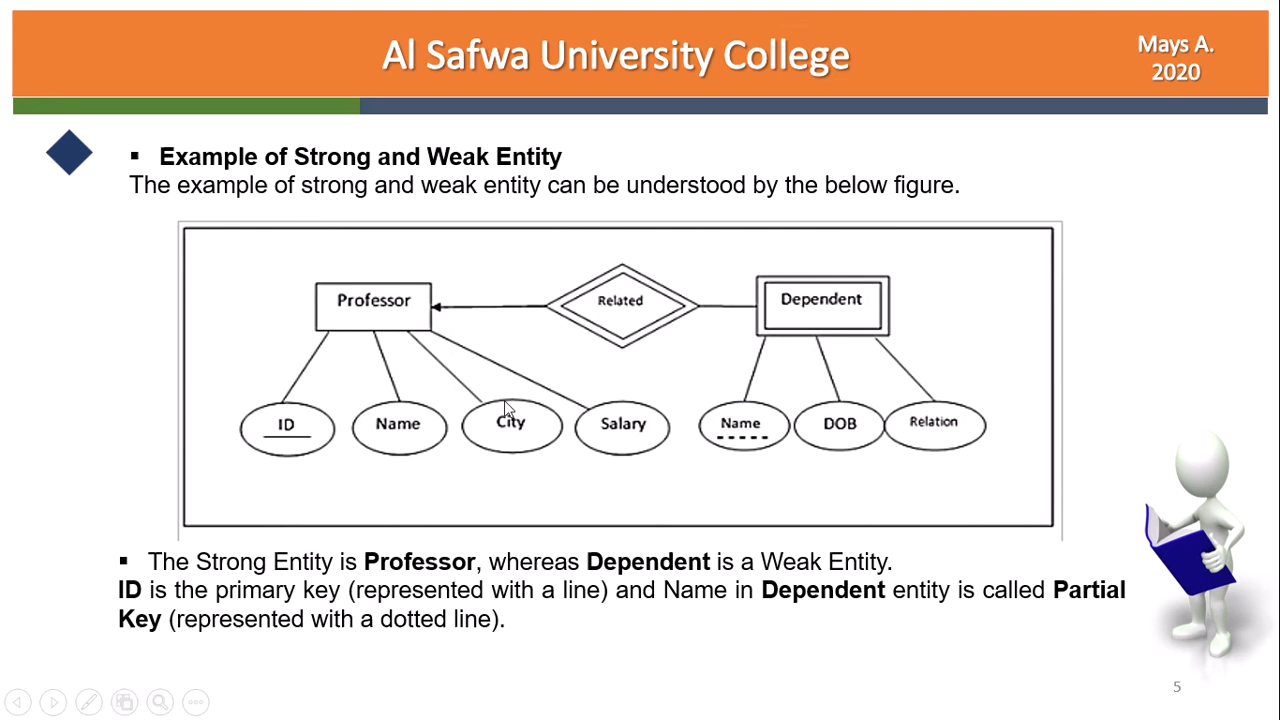 Al Safwa University College
Mays A.
2020
▪ Example of Strong and Weak Entity
The example of strong and weak entity can be understood by the below figure.
Professor
Related
Dependent
ID
Name
City
Salary
Name
DOB
Relation
▪ The Strong Entity is Professor, whereas Dependent is a Weak Entity.
ID is the primary key (represented with a line) and Name in Dependent entity is called Partial
Key (represented with a dotted line).
5